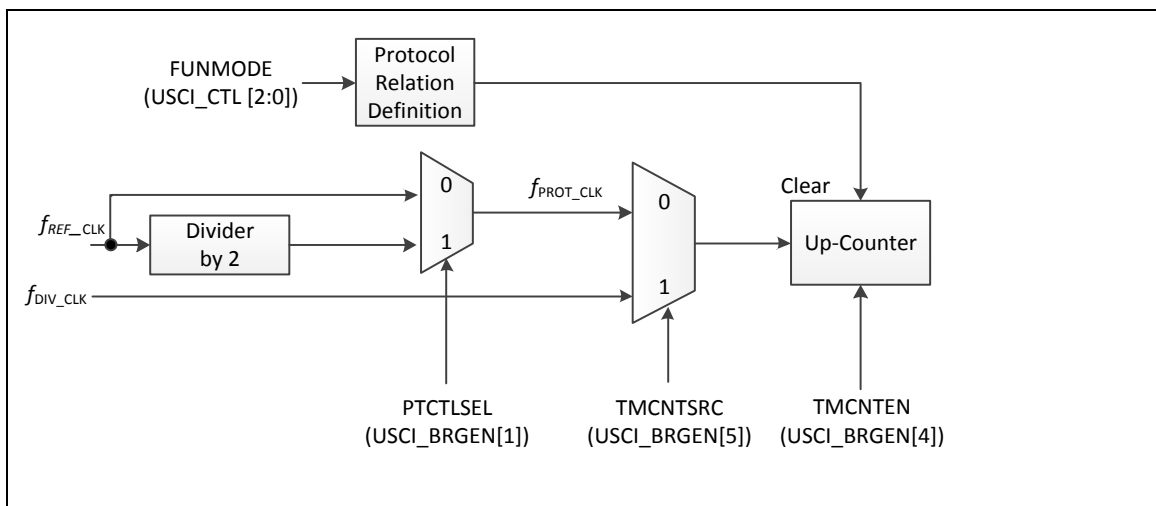 FUNMODE
(USCI_CTL [2:0])
Protocol
Relation
Definition
0
1
fPROT_CLK
0
1
Clear
Up-Counter
fREF_CLK
Divider
by 2
fDIV_CLK
PTCTLSEL
(USCI_BRGEN[1])
TMCNTSRC
(USCI_BRGEN[5])
TMCNTEN
(USCI_BRGEN[4])